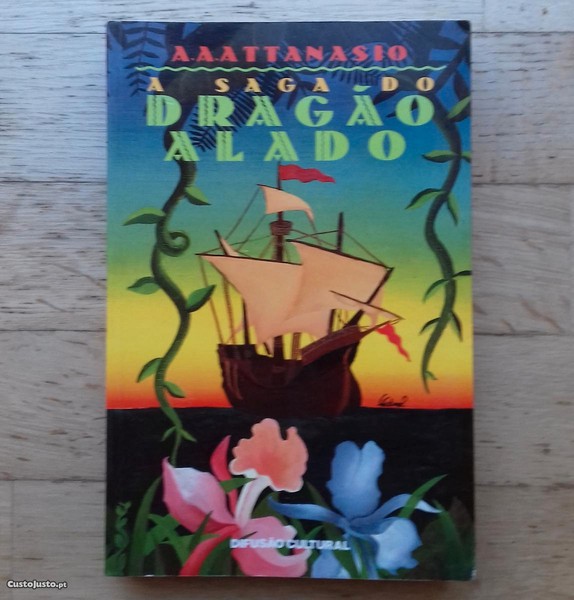 A.A.ATTANASIO
A SAGA DO
DRAGÃO
ALADO
DIFUSÃO CULTURAL
CustoJusto.pt